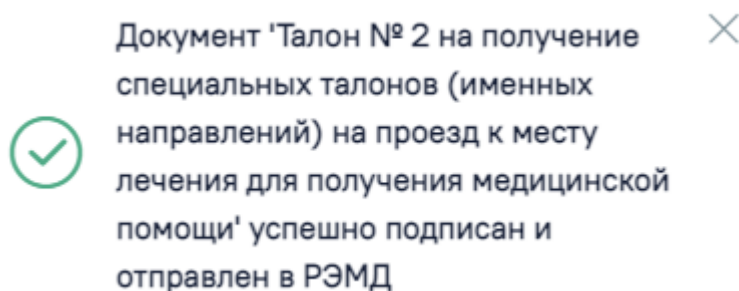 Документ 'Талон № 2 на получение
специальных талонов (именных
направлений) на проезд к месту
лечения для получения медицинской
помощи' успешно подписан и
отправлен в РЭМД